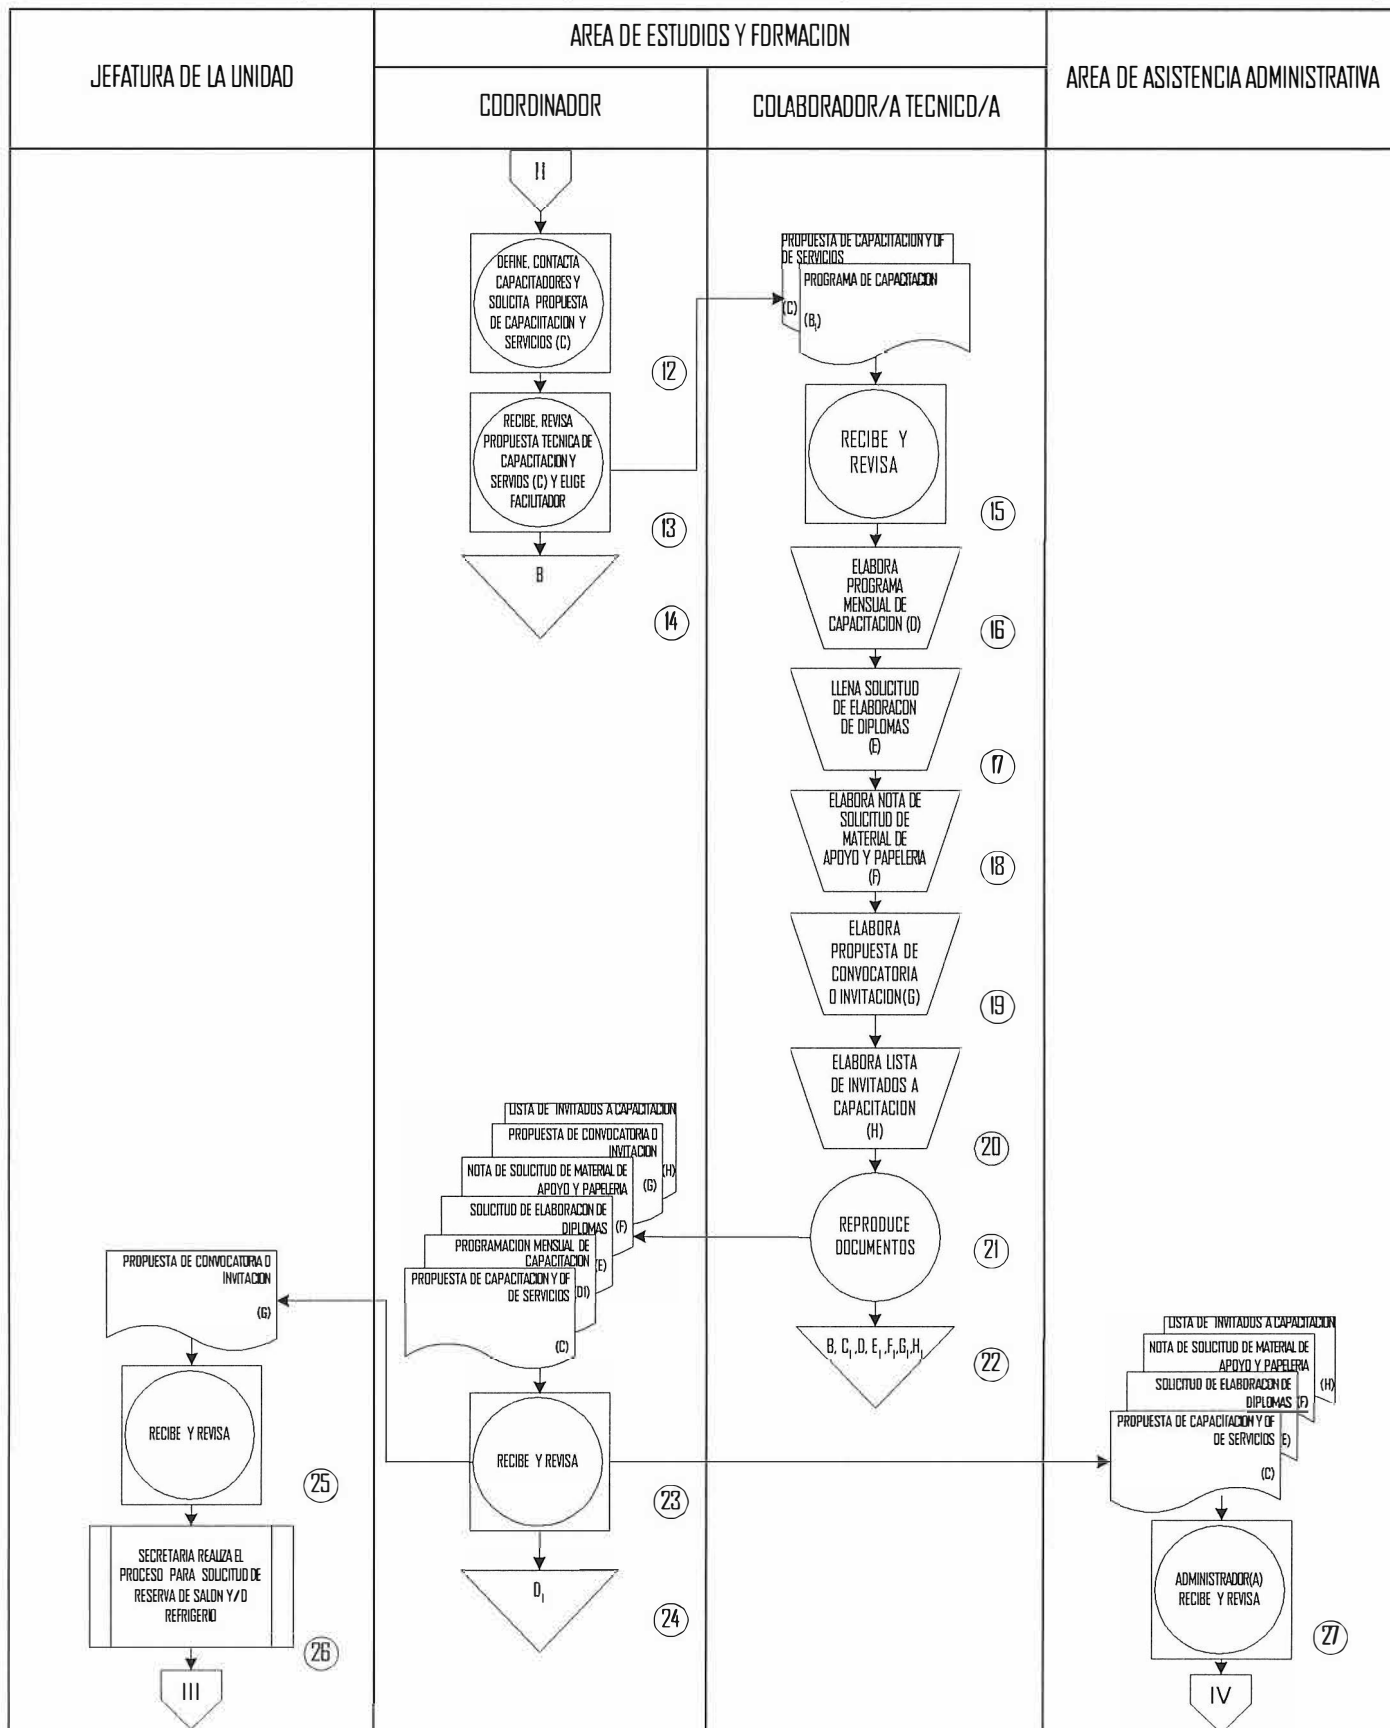 JEFATURA DE LA UNIDAD
AREA DE ESTUDIOS Y FORMACION
COORDINADOR
COLABORADOR/A TECNICO/A
AREA DE ASISTENCIA ADMINISTRATIVA
II
DEFINE, CONTACTA
CAPACITADORES Y
SOLICITA PROPUESTA
DE CAPACIITACION Y
SERVICIOS (C)
12
RECIBE, REVISA
PROPUESTA TECNICA DE
CAPACITACION Y
SERVIOS (C) Y ELIGE
FACILITADOR
13
B
14
PROPUESTA DE CAPACITACION Y OF
DE SERVICIOS
(C)
PROGRAMA DE CAPACITACION
(B1)
RECIBE Y
REVISA
15
ELABORA
PROGRAMA
MENSUAL DE
CAPACITACION (D)
16
LLENA SOLICITUD
DE ELABORACON
DE DIPLOMAS
(E)
17
ELABORA NOTA DE
SOLICITUD DE
MATERIAL DE
APOYO Y PAPELERIA
(F)
18
ELABORA
PROPUESTA DE
CONVOCATORIA
O INVITACION(G)
19
ELABORA LISTA
DE INVITADOS A
CAPACITACION
(H)
20
REPRODUCE
DOCUMENTOS
21
B, C1 ,D, E1 ,F1,G1,H1
22
LISTA DE INVITADOS A CAPACITACION
(H)
PROPUESTA DE CONVOCATORIA O
INVITACION
(G)
NOTA DE SOLICITUD DE MATERIAL DE
APOYO Y PAPELERIA
(F)
SOLICITUD DE ELABORACON DE
DIPLOMAS
(E)
PROGRAMACION MENSUAL DE
CAPACITACION
(D1)
PROPUESTA DE CAPACITACION Y OF
DE SERVICIOS
(C)
RECIBE Y REVISA
23
D1
24
PROPUESTA DE CONVOCATORIA O
INVITACION
(G)
RECIBE Y REVISA
25
SECRETARIA REALIZA EL
PROCESO PARA SOLICITUD DE
RESERVA DE SALON Y/O
REFRIGERIO
26
III
LISTA DE INVITADOS A CAPACITACION
(H)
NOTA DE SOLICITUD DE MATERIAL DE
APOYO Y PAPELERIA
(F)
SOLICITUD DE ELABORACON DE
DIPLOMAS
(E)
PROPUESTA DE CAPACITACION Y OF
DE SERVICIOS
(C)
ADMINISTRADOR(A)
RECIBE Y REVISA
27
IV